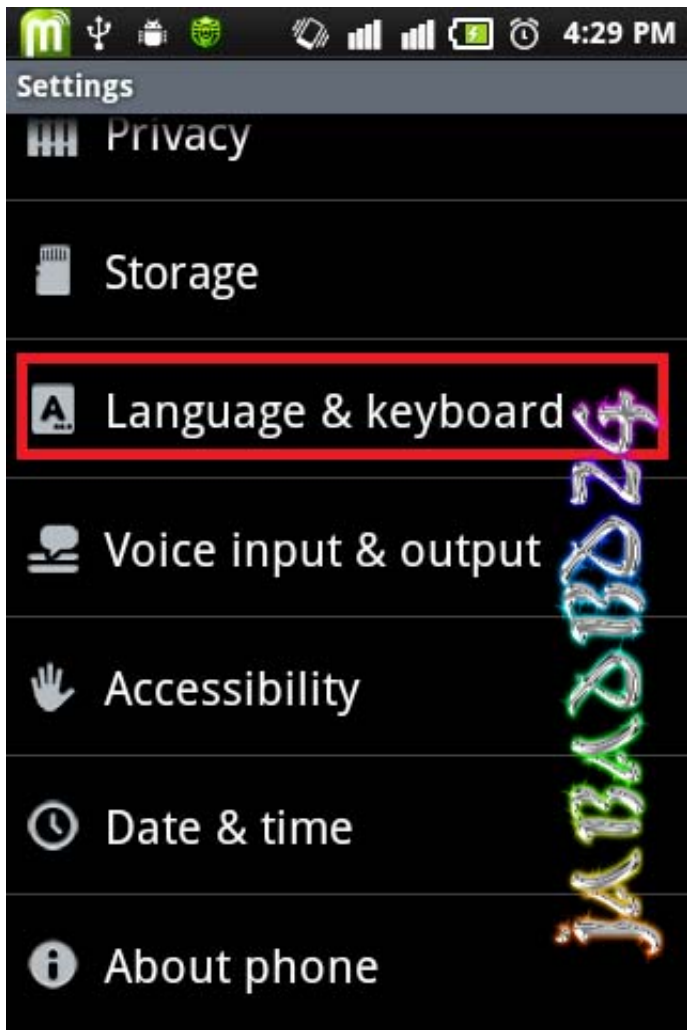 m 4:29 PM
Settings
Privacy
Storage
A Language & keyboard
Voice input & output
Accessibility
Date & time
About phone
jABADBD24